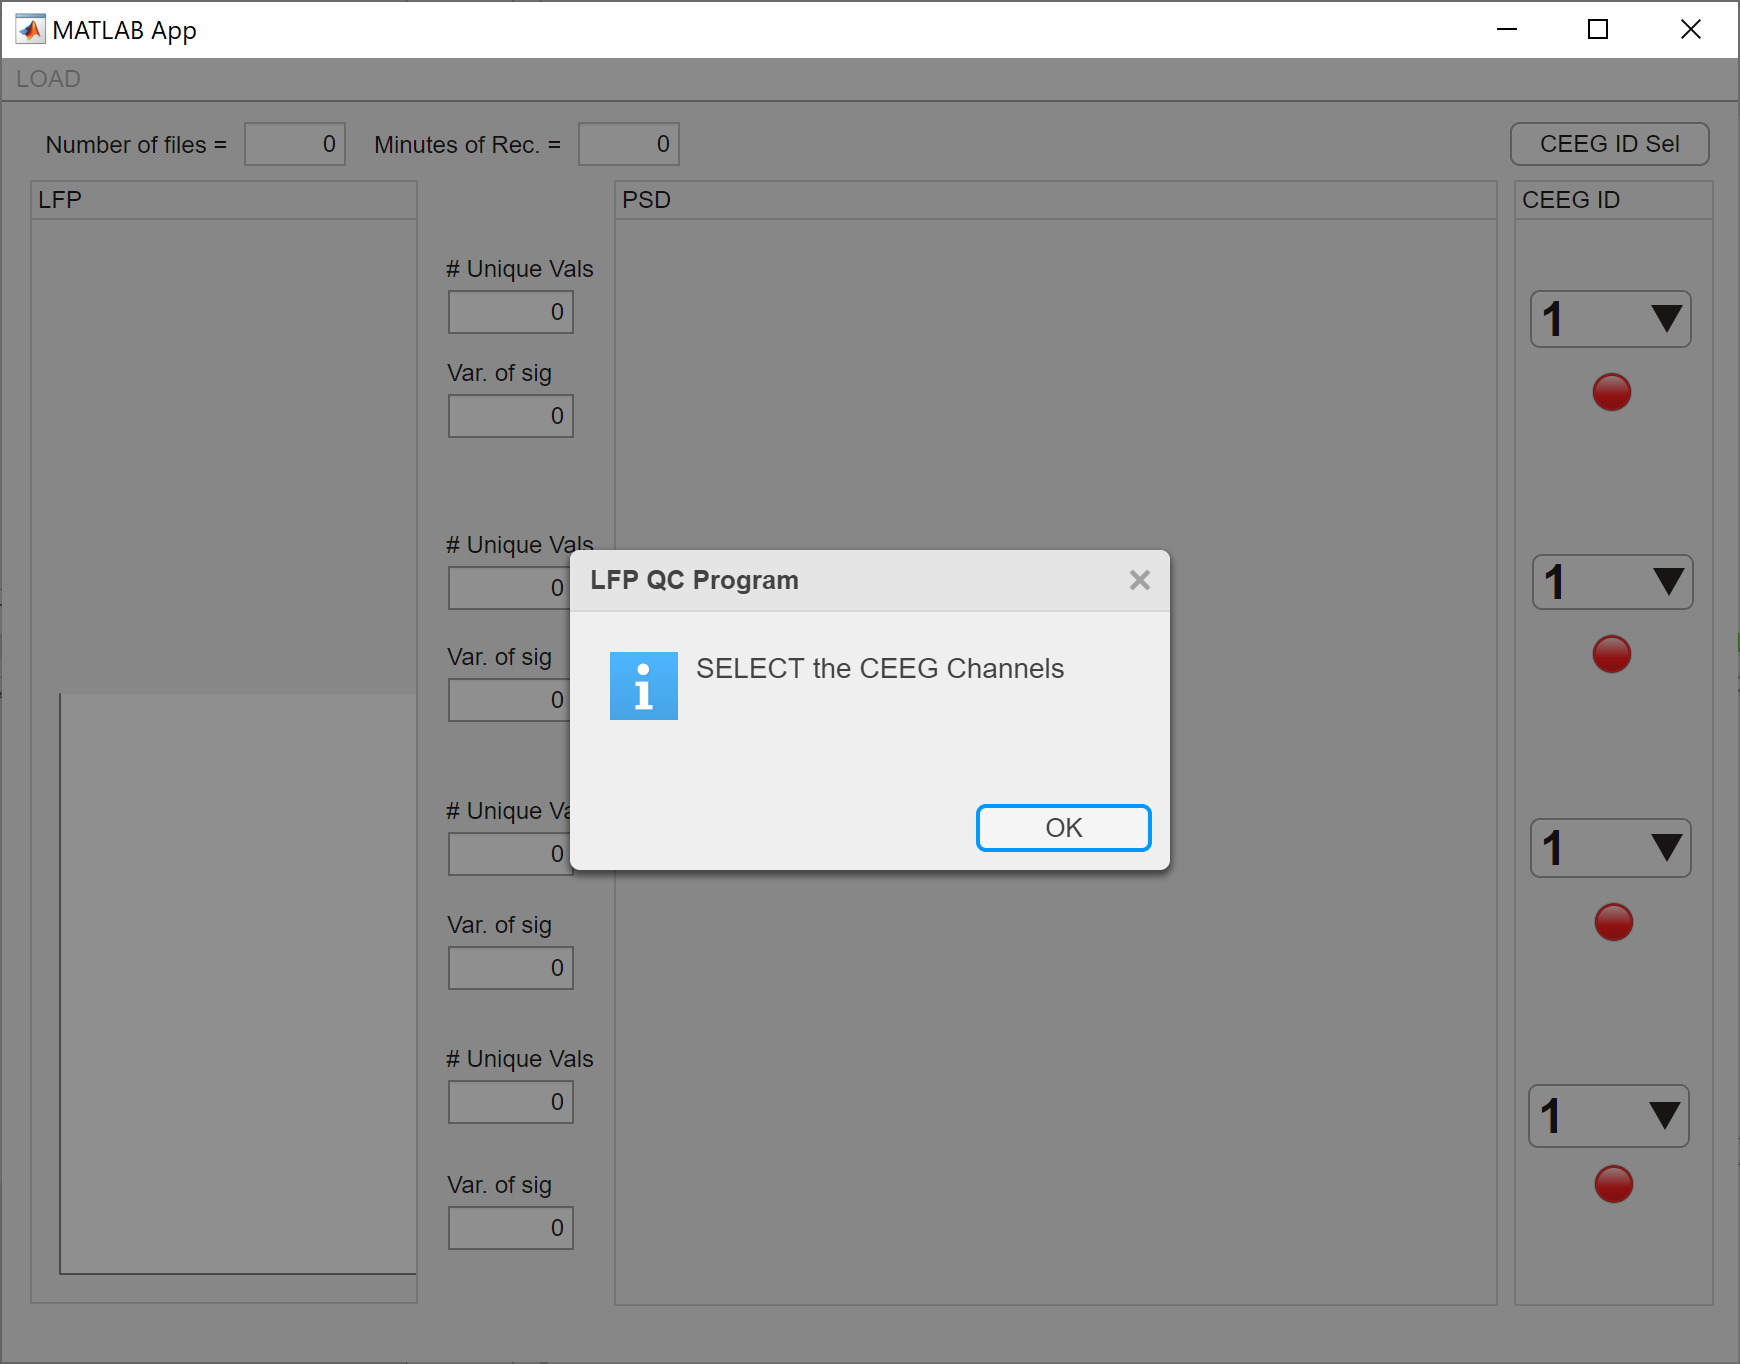 MATLAB App
LOAD
Number of files = 0 Minutes of Rec. = 0 CEEG ID Sel
LFP
PSD
CEEG ID
# Unique Vals
0
Var. of sig
0
# Unique Vals
0
Var. of sig
0
# Unique Va
0
Var. of sig
0
# Unique Vals
0
Var. of sig
0
LFP QC Program
SELECT the CEEG Channels
OK
1
1
1
1